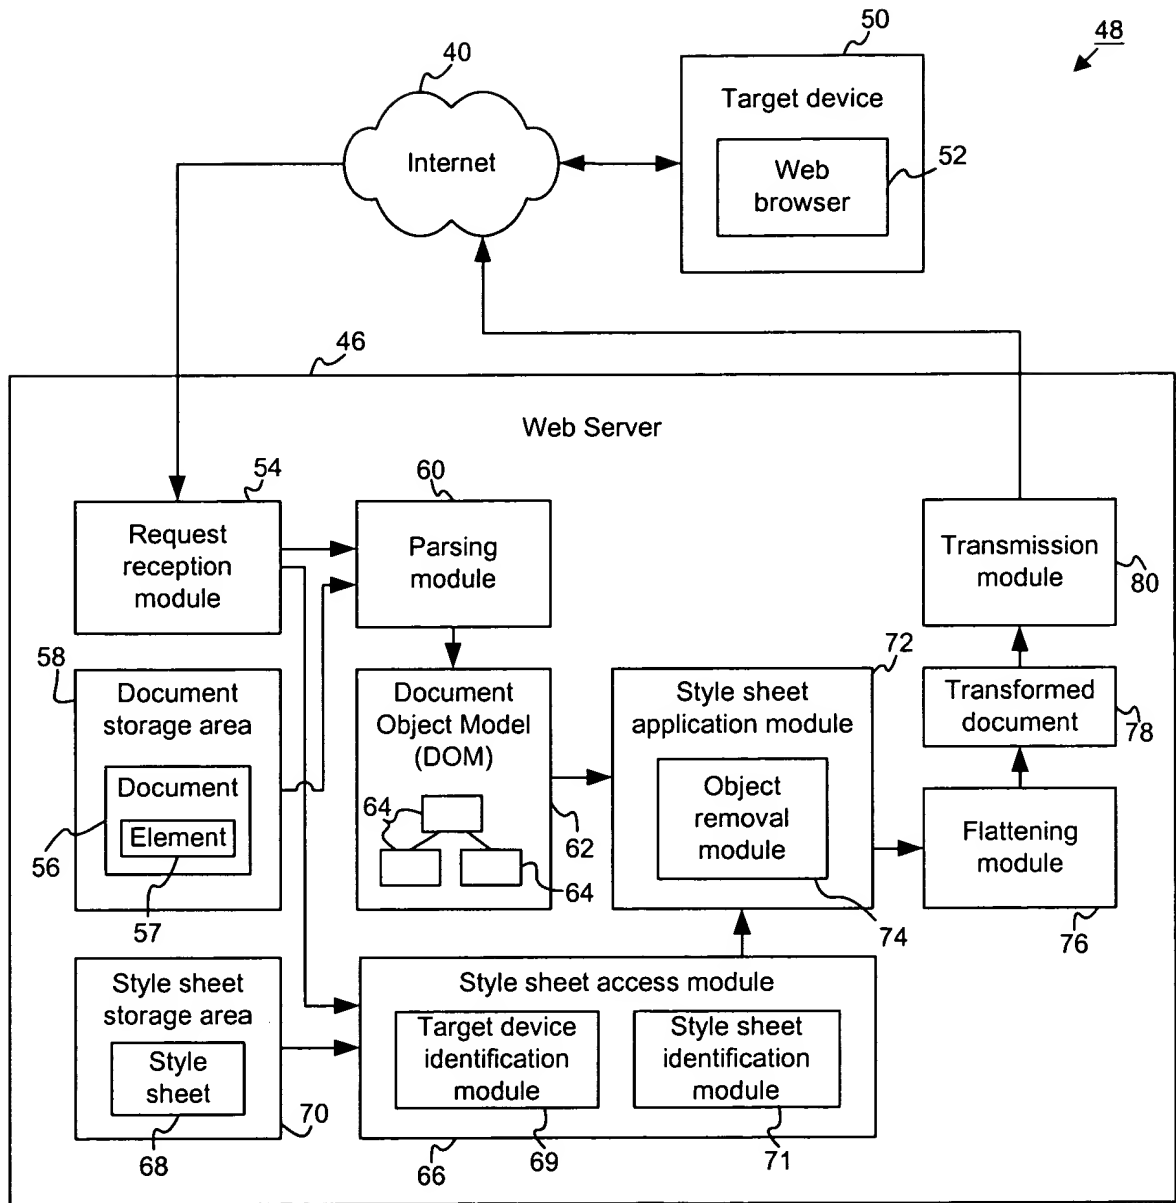 50
48
40
Target device
Internet
Web
browser
52
46
Web Server
54
60
Request
reception
module
Parsing
module
Transmission
module
80
58
Document
storage area
Document
Element
56
57
Document
Object Model
(DOM)
64
64
62
72
Style sheet
application module
Object
removal
module
74
Transformed
document
78
Flattening
module
76
Style sheet
storage area
Style
sheet
68
70
Style sheet access module
Target device
identification
module
Style sheet
identification
module
66
69
71